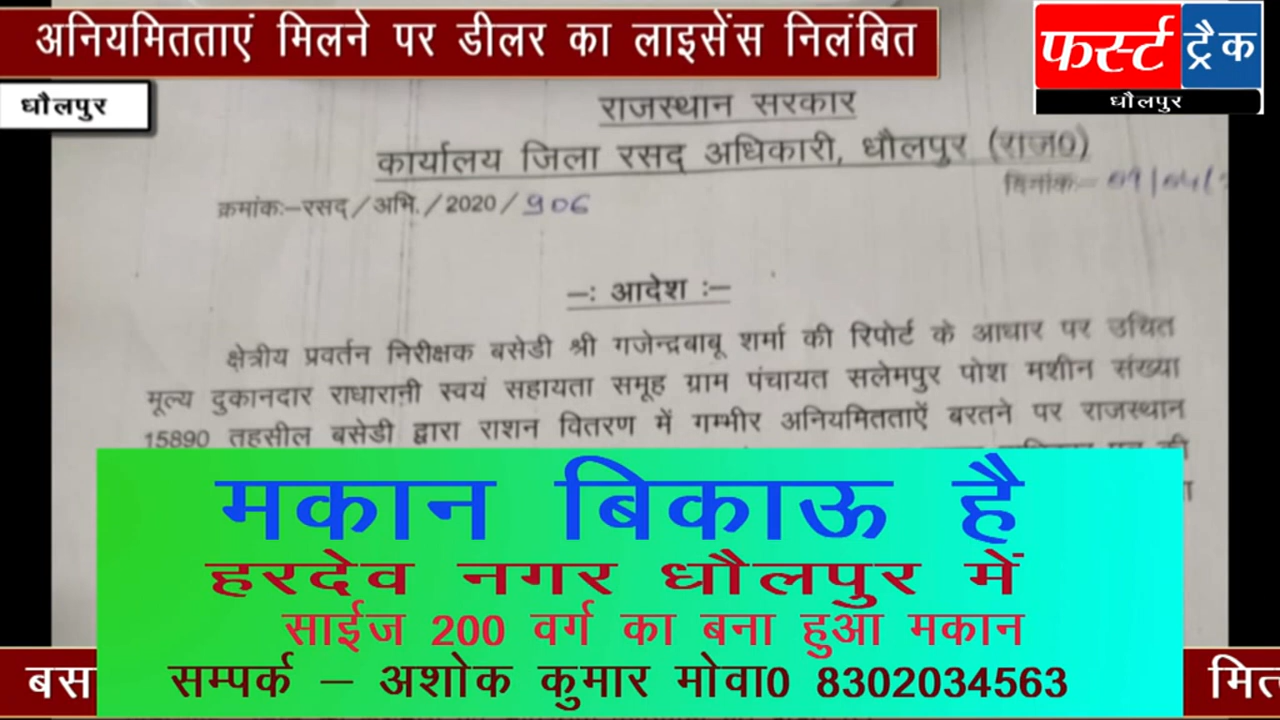 अनियमितताएं मिलने पर डीलर का लाइसेंस निलंबित
फर्स्ट ट्रैक
धौलपुर
धौलपुर
राजस्थान सरकार
कार्यालय जिला रसद अधिकारी, धौलपुर (राज0)
क्रमांकः–रसद/अभि./2020/906
दिनांकः–
–ः आदेश ः–
क्षेत्रीय प्रवर्तन निरीक्षक बसेडी श्री गजेन्द्रबाबू शर्मा की रिपोर्ट के आधार पर उचित
मूल्य दुकानदार राधारानी स्वयं सहायता समूह ग्राम पंचायत सलेमपुर पोश मशीन संख्या
15890 तहसील बसेडी द्वारा राशन वितरण में गम्भीर अनियमितताऐं बरतने पर राजस्थान
मकान बिकाऊ है
हरदेव नगर धौलपुर में
साईज 200 वर्ग का बना हुआ मकान
सम्पर्क – अशोक कुमार मोवा0 8302034563
बस